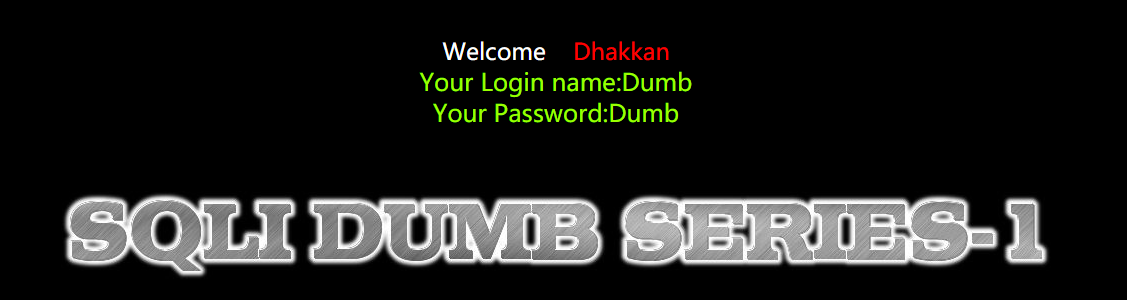 Welcome Dhakkan
Your Login name:Dumb
Your Password:Dumb
SQLI DUMB SERIES-1